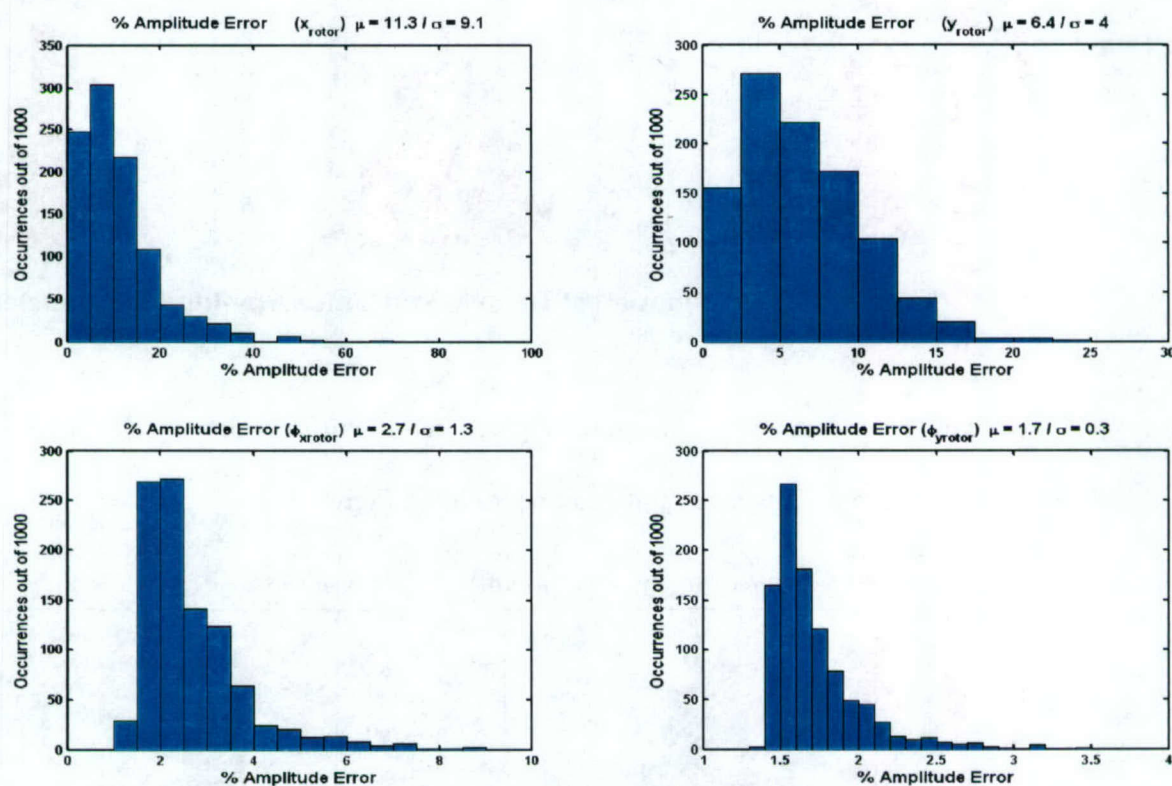 % Amplitude Error (x_rotor) μ = 11.3 / σ = 9.1
350
300
250
200
150
100
50
0
Occurrences out of 1000
0 20 40 60 80 100
% Amplitude Error
% Amplitude Error (y_rotor) μ = 6.4 / σ = 4
300
250
200
150
100
50
0
Occurrences out of 1000
0 5 10 15 20 25 30
% Amplitude Error
% Amplitude Error (ϕ_xrotor) μ = 2.7 / σ = 1.3
300
250
200
150
100
50
0
Occurrences out of 1000
2 4 6 8 10
% Amplitude Error
% Amplitude Error (ϕ_yrotor) μ = 1.7 / σ = 0.3
300
250
200
150
100
50
0
Occurrences out of 1000
1 1.5 2 2.5 3 3.5 4
% Amplitude Error